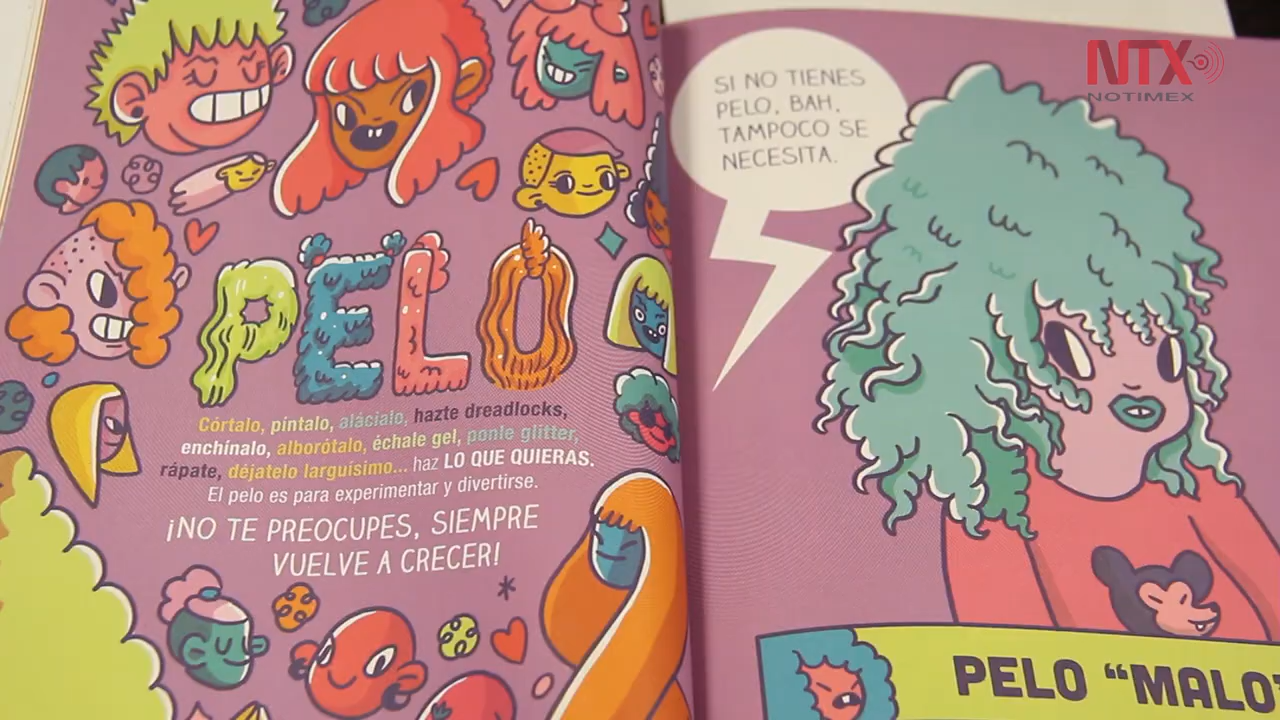 PELO
Córtalo, píntalo, alácialo, hazte dreadlocks,
enchínalo, alborótalo, échale gel, ponle glitter,
rápate, déjatelo larguísimo... haz LO QUE QUIERAS.
El pelo es para experimentar y divertirse.
¡NO TE PREOCUPES, SIEMPRE
VUELVE A CRECER!
SI NO TIENES
PELO, BAH,
TAMPOCO SE
NECESITA.
NTX
NOTIMEX
PELO “MALO